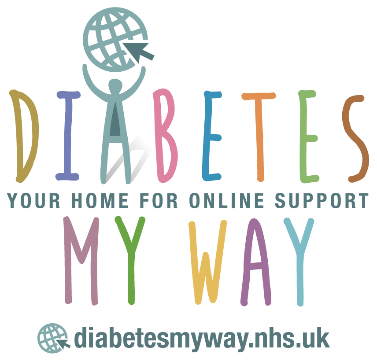 DIABETES
YOUR HOME FOR ONLINE SUPPORT
MY WAY
diabetesmyway.nhs.uk